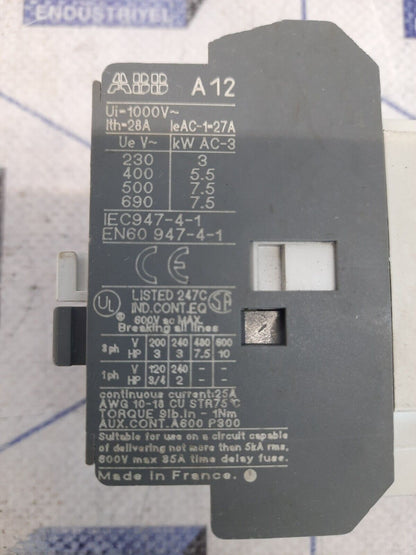 ENDUSTRIYEL
ABB A12
Ui=1000V~
Ith=28A IeAC-1=27A
Ue V~ kW AC-3
230 3
400 5.5
500 7.5
690 7.5
IEC947-4-1
EN60 947-4-1
CE
UL LISTED 247C SA
IND.CONT.EQ
600V ac MAX.
Breaking all lines
3ph V 200 240 480 600
HP 3 3 7.5 10
1ph V 120 240 - -
HP 3/4 2 - -
continuous current:25A
AWG 10-18 CU STR75°C
TORQUE 9lb.in - 1Nm
AUX.CONT.A600 P300
Suitable for use on a circuit capable
of delivering not more than 5kA rms,
600V max 35A time delay fuse.
Made in France.